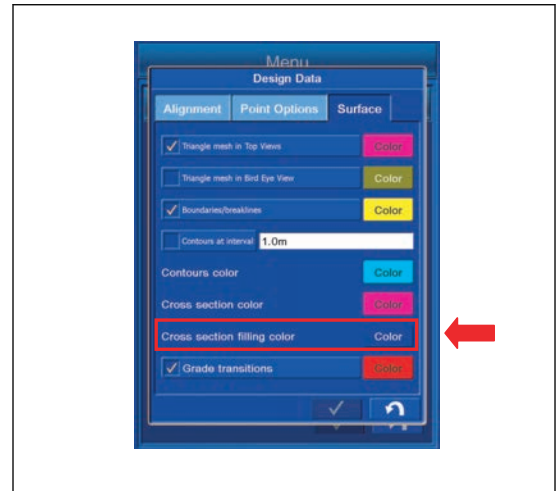 Menu
Design Data
Alignment Point Options Surface
Triangle mesh in Top Views Color
Triangle mesh in Bird Eye View Color
Boundaries/breaklines Color
Contours at interval 1.0m
Contours color Color
Cross section color Color
Cross section filling color Color
Grade transitions Color